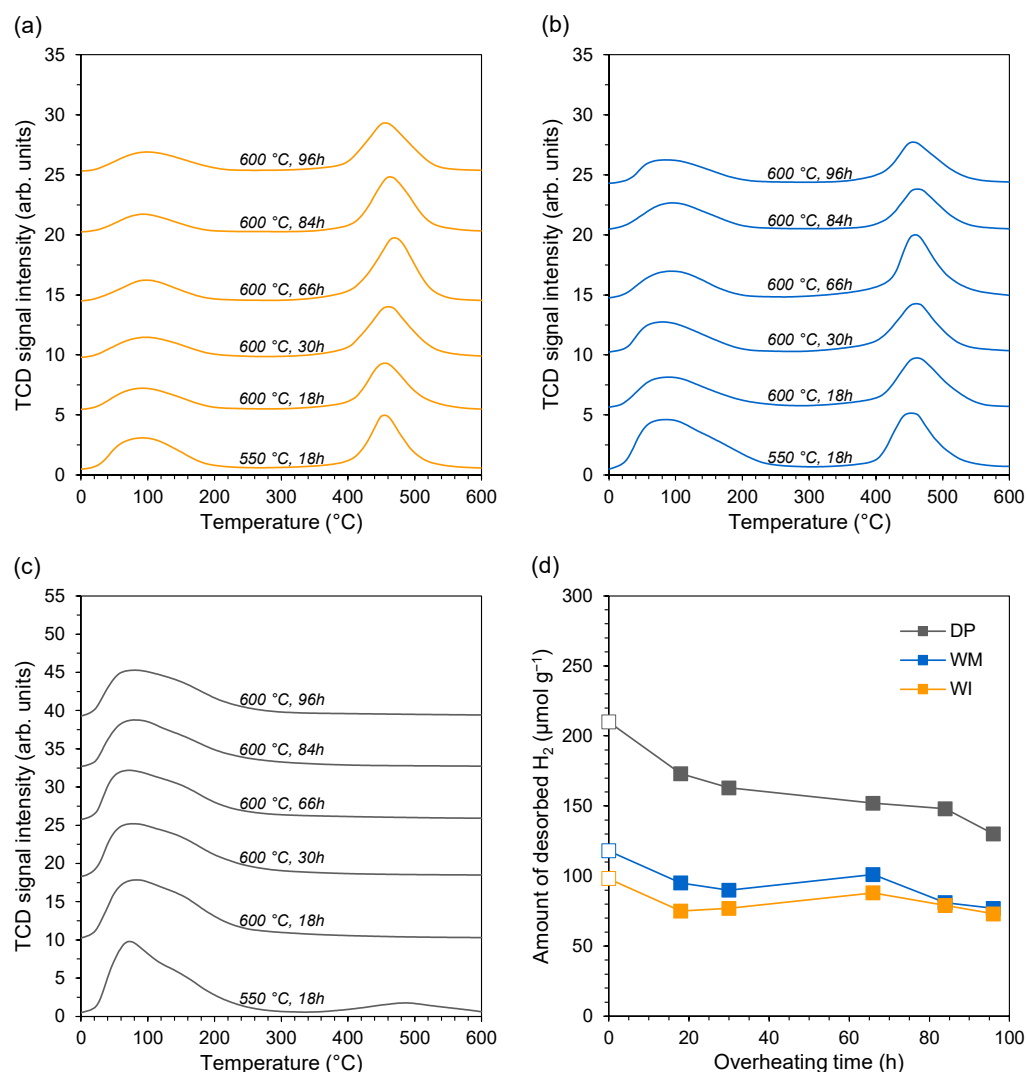 (a)
35
30
25
20
15
10
5
0
TCD signal intensity (arb. units)
600 °C, 96h
600 °C, 84h
600 °C, 66h
600 °C, 30h
600 °C, 18h
550 °C, 18h
0 100 200 300 400 500 600
Temperature (°C)
(b)
35
30
25
20
15
10
5
0
TCD signal intensity (arb. units)
600 °C, 96h
600 °C, 84h
600 °C, 66h
600 °C, 30h
600 °C, 18h
550 °C, 18h
0 100 200 300 400 500 600
Temperature (°C)
(c)
55
50
45
40
35
30
25
20
15
10
5
0
TCD signal intensity (arb. units)
600 °C, 96h
600 °C, 84h
600 °C, 66h
600 °C, 30h
600 °C, 18h
550 °C, 18h
0 100 200 300 400 500 600
Temperature (°C)
(d)
300
250
200
150
100
50
0
Amount of desorbed H₂ (μmol g⁻¹)
DP
WM
WI
0 20 40 60 80 100
Overheating time (h)